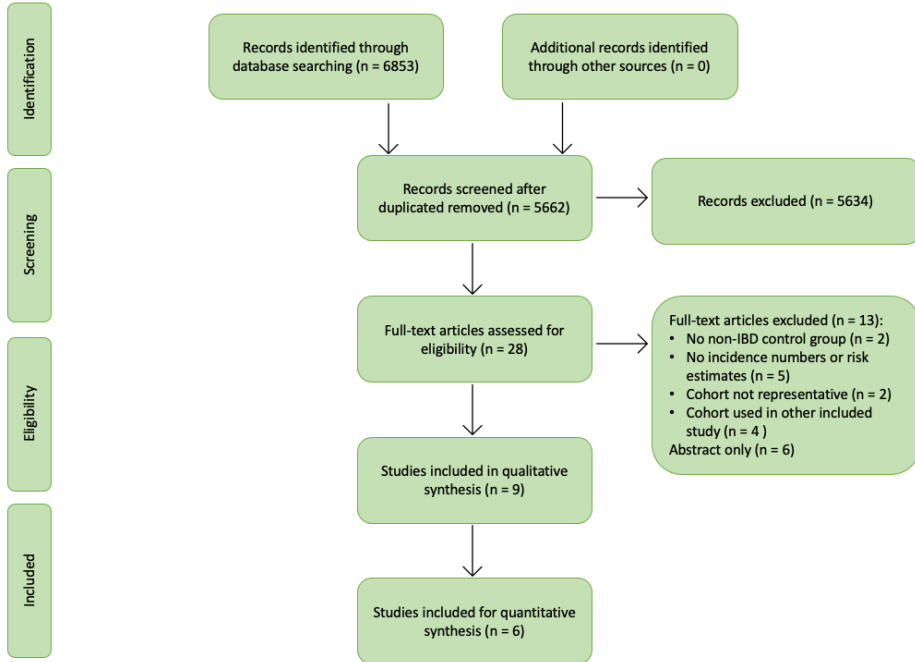 Identification
Records identified through
database searching (n = 6853)
Additional records identified
through other sources (n = 0)
Screening
Records screened after
duplicated removed (n = 5662)
Records excluded (n = 5634)
Eligibility
Full-text articles assessed for
eligibility (n = 28)
Full-text articles excluded (n = 13):
• No non-IBD control group (n = 2)
• No incidence numbers or risk
estimates (n = 5)
• Cohort not representative (n = 2)
• Cohort used in other included
study (n = 4 )
Abstract only (n = 6)
Studies included in qualitative
synthesis (n = 9)
Included
Studies included for quantitative
synthesis (n = 6)